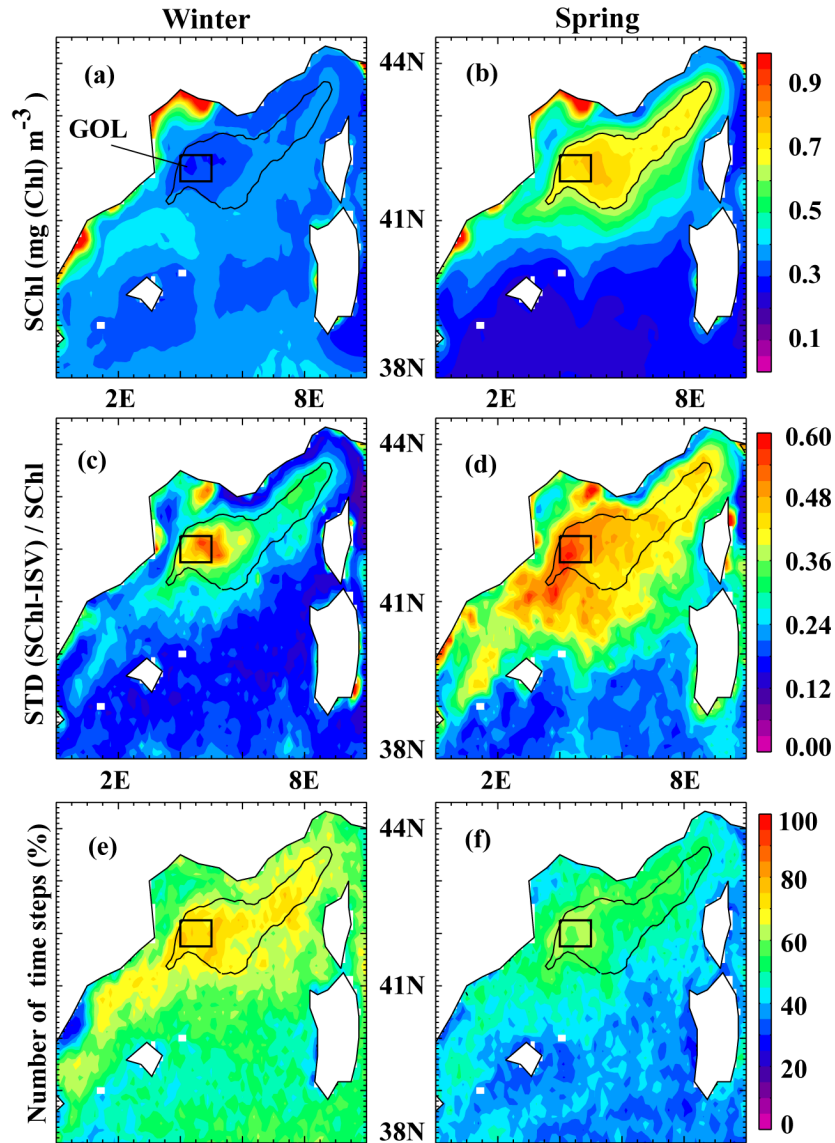 Winter Spring
44N
(a) (b) 0.9
GOL
SChl (mg (Chl) m-3
0.7
41N 0.5
0.3
0.1
38N
2E 8E 2E 8E
44N
(c) (d) 0.60
0.48
STD (SChl-ISV) / SChl
0.36
41N 0.24
0.12
38N 0.00
2E 8E 2E 8E
44N
(e) (f) 100
80
Number of time steps (%)
60
41N 40
20
38N 0